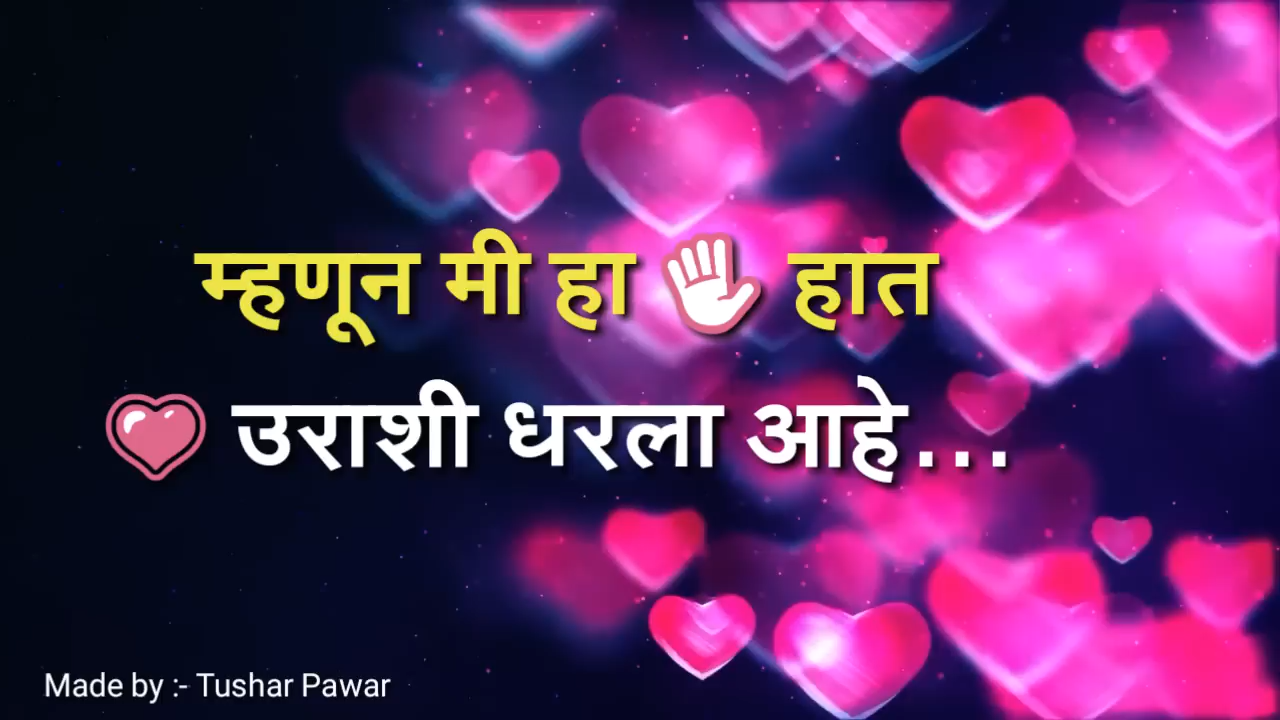 म्हणून मी हा 👋 हात
💗 उराशी धरला आहे...
Made by :- Tushar Pawar